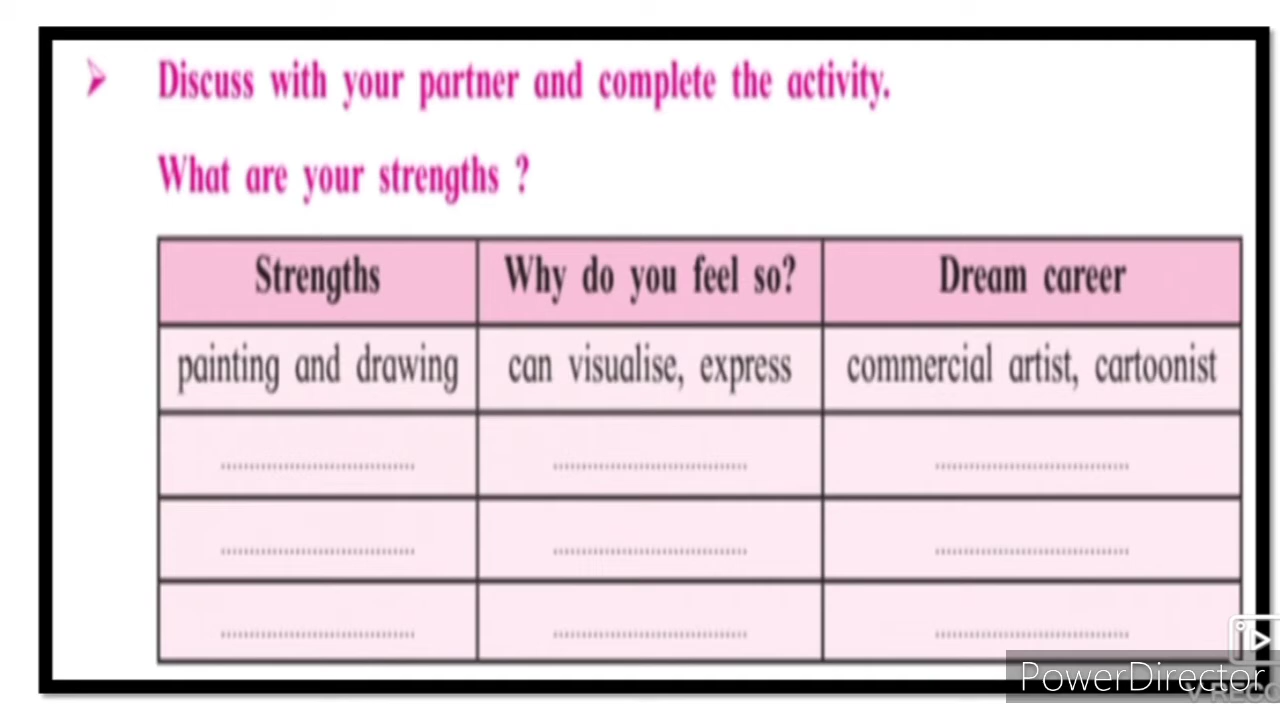 ➤ Discuss with your partner and complete the activity.
What are your strengths ?
Strengths Why do you feel so? Dream career
painting and drawing can visualise, express commercial artist, cartoonist
................................. ................................. .................................
................................. ................................. .................................
................................. ................................. .................................
PowerDirector
V-RECO